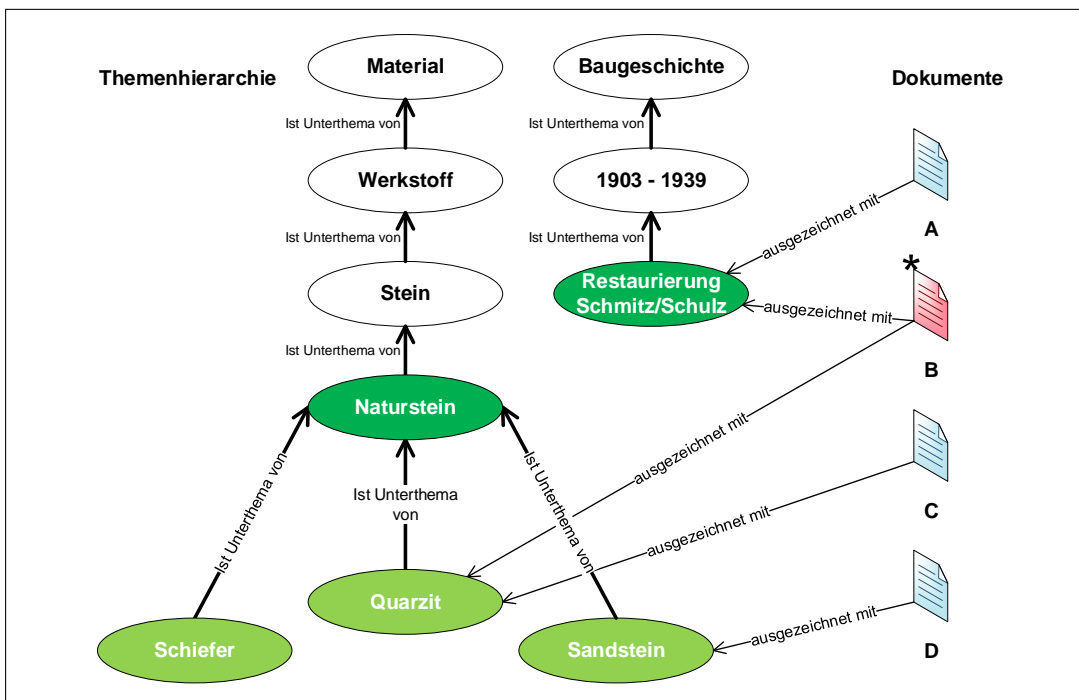 Themenhierarchie
Material
Baugeschichte
Dokumente
Ist Unterthema von
Ist Unterthema von
Werkstoff
1903 - 1939
ausgezeichnet mit
A
Ist Unterthema von
Ist Unterthema von
*
Stein
Restaurierung
Schmitz/Schulz
ausgezeichnet mit
Ist Unterthema von
B
Naturstein
ausgezeichnet mit
Ist Unterthema von
Ist Unterthema
von
Ist Unterthema von
ausgezeichnet mit
C
Quarzit
ausgezeichnet mit
Schiefer
Sandstein
D